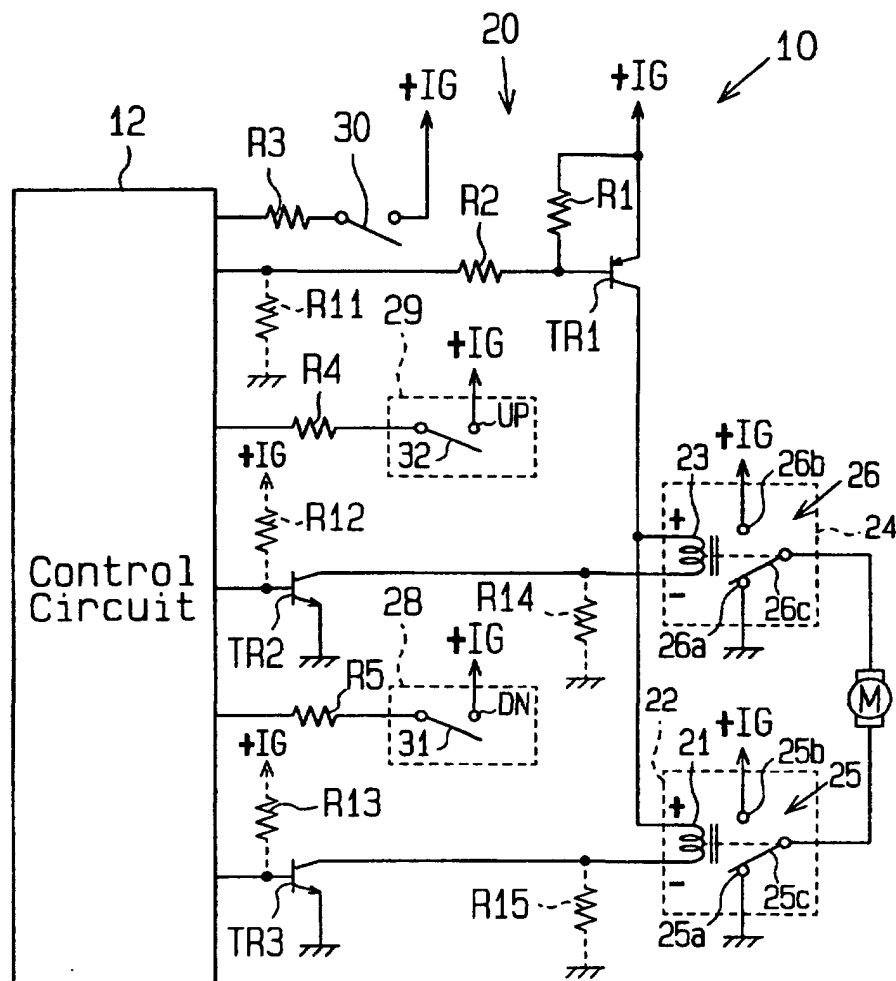 20
10
+IG
+IG
12
R3
30
R2
R1
R11
29
TR1
R4
+IG
UP
32
+IG
23
+IG
26b
26
24
R12
+
Control
Circuit
R14
-
26c
26a
TR2
28
+IG
R5
DN
31
M
22
21
+IG
25b
25
+IG
R13
+
-
R15
25c
25a
TR3